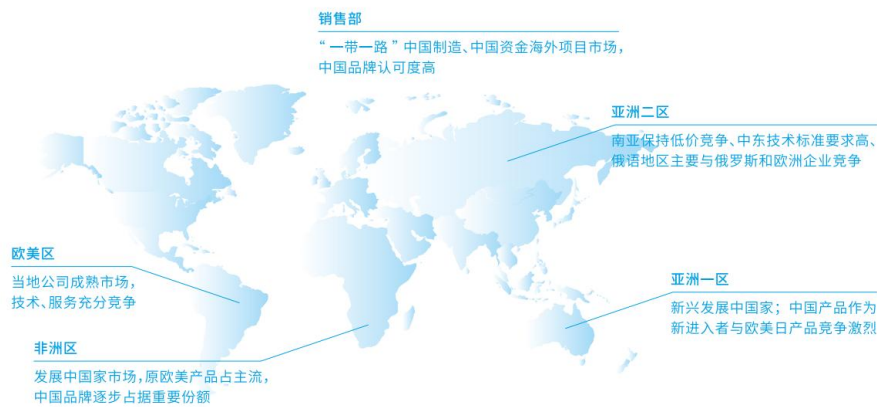 销售部
“一带一路”中国制造、中国资金海外项目市场，
中国品牌认可度高
亚洲二区
南亚保持低价竞争、中东技术标准要求高、
俄语地区主要与俄罗斯和欧洲企业竞争
欧美区
当地公司成熟市场，
技术、服务充分竞争
亚洲一区
新兴发展中国家；中国产品作为
新进入者与欧美日产品竞争激烈
非洲区
发展中国家市场，原欧美产品占主流，
中国品牌逐步占据重要份额